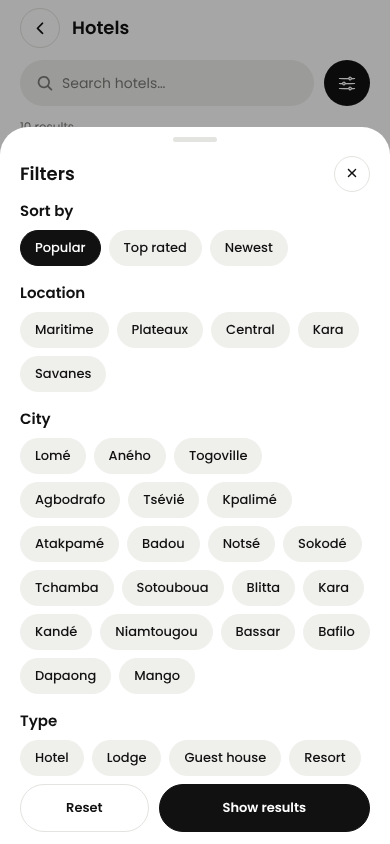 Hotels
Search hotels...
10 results
Filters
Sort by
Popular Top rated Newest
Location
Maritime Plateaux Central Kara
Savanes
City
Lomé Aného Togoville
Agbodrafo Tsévié Kpalimé
Atakpamé Badou Notsé Sokodé
Tchamba Sotouboua Blitta Kara
Kandé Niamtougou Bassar Bafilo
Dapaong Mango
Type
Hotel Lodge Guest house Resort
Reset Show results